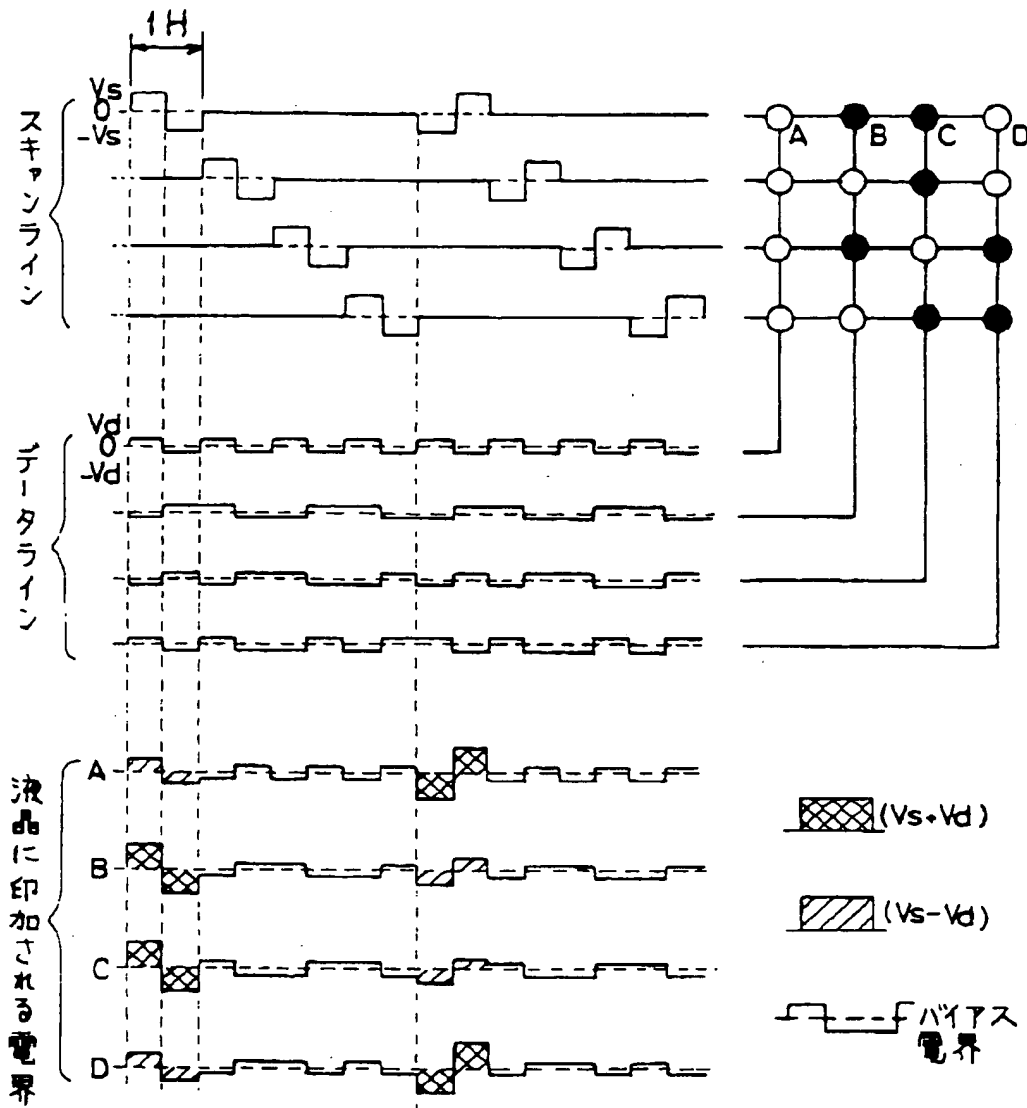 1H
スキャンライン
Vs
0
-Vs
A B C D
データライン
Vd
0
-Vd
液晶に印加される電界
A
B
C
D
(Vs+Vd)
(Vs-Vd)
バイアス
電界